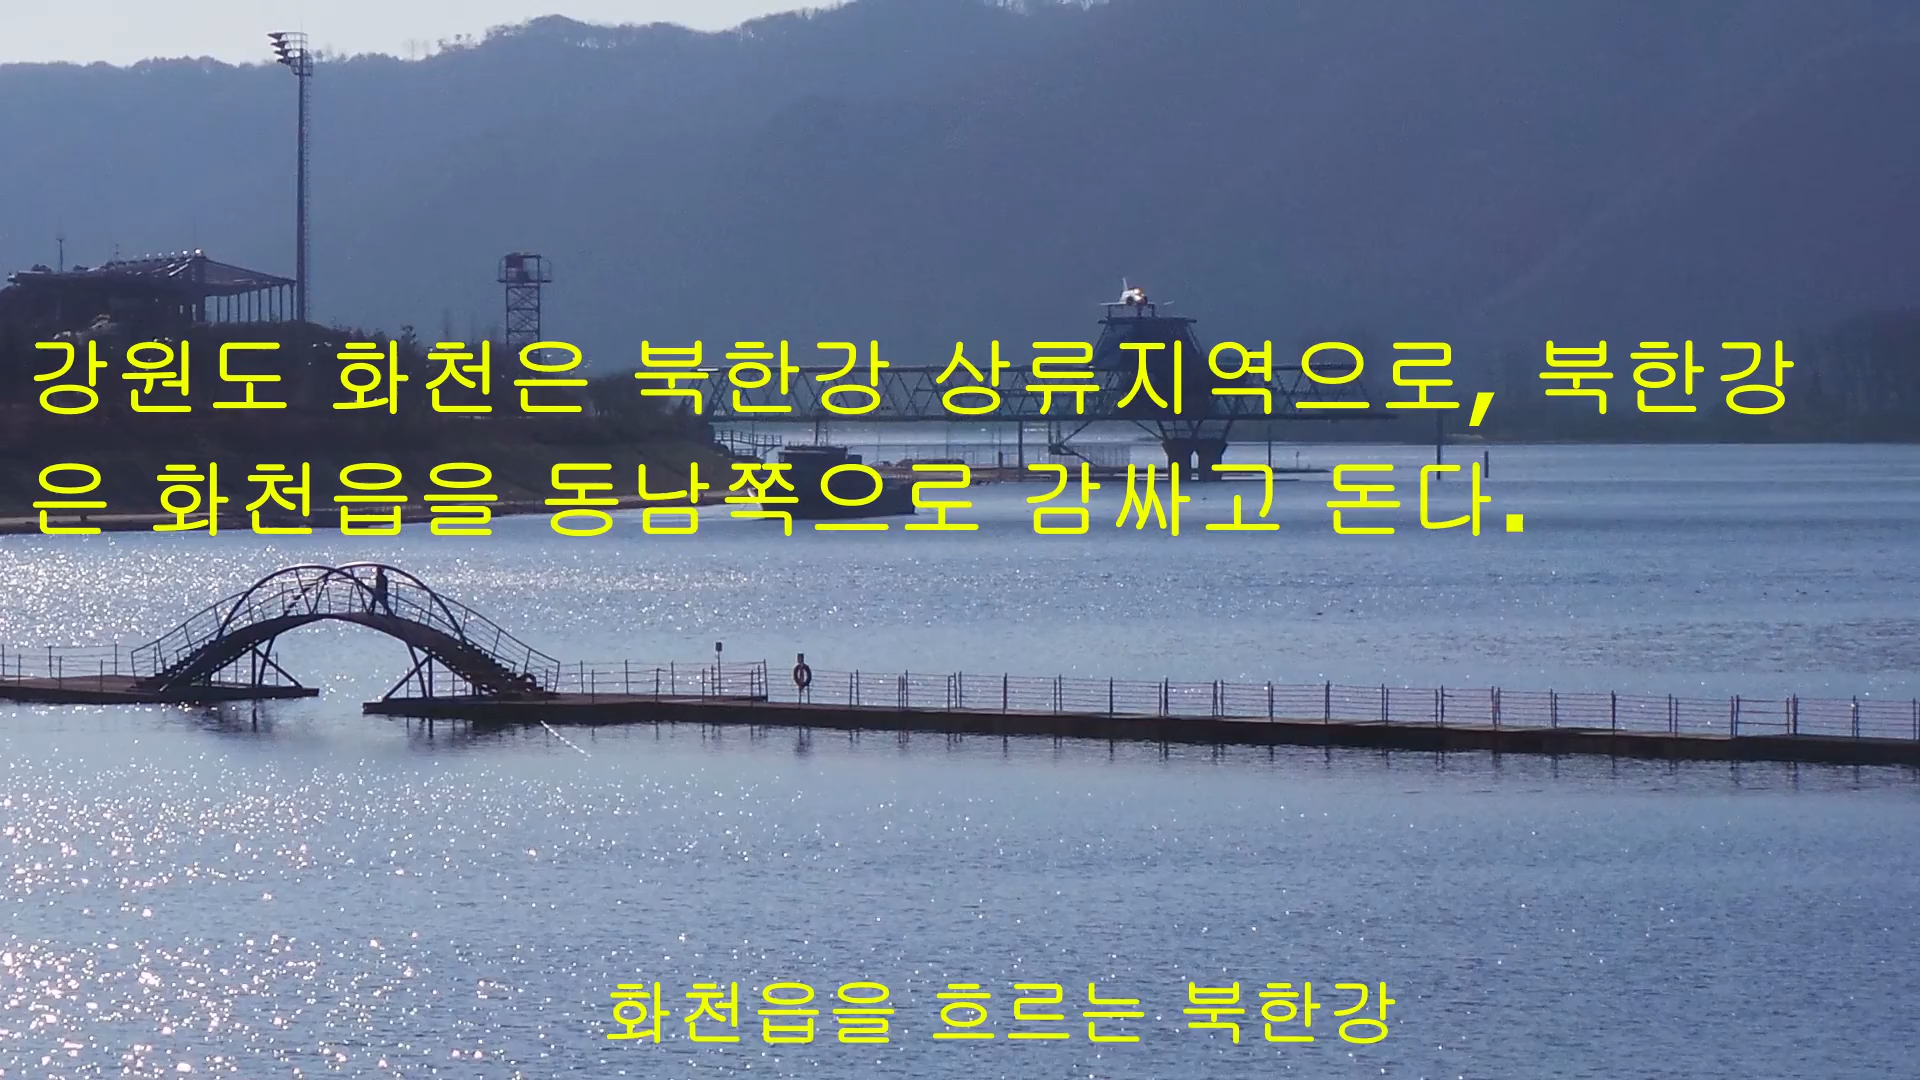 강원도 화천은 북한강 상류지역으로, 북한강
은 화천읍을 동남쪽으로 감싸고 돈다.
화천읍을 흐르는 북한강